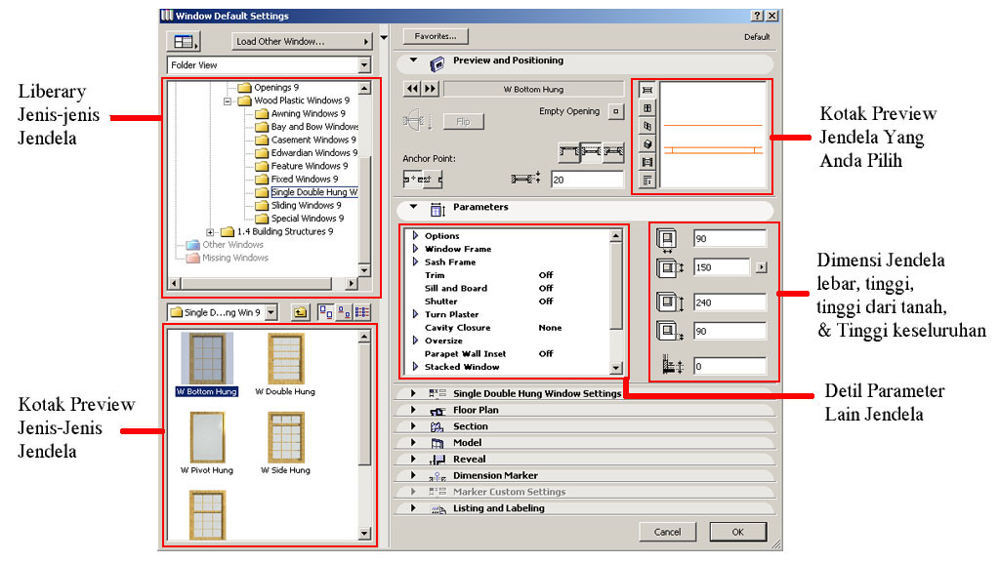 Window Default Settings
Load Other Window...
Folder View
Openings 9
Wood Plastic Windows 9
Awning Windows 9
Bay and Bow Windows
Casement Windows 9
Edwardian Windows 9
Feature Windows 9
Fixed Windows 9
Single Double Hung W
Sliding Windows 9
Special Windows 9
1.4 Building Structures 9
Other Windows
Missing Windows
Single D...ng Win 9
W Bottom Hung
W Double Hung
W Pivot Hung
W Side Hung
Favorites...
Default
Preview and Positioning
W Bottom Hung
Flip
Empty Opening
Anchor Point:
20
Parameters
Options
Window Frame
Sash Frame
Trim Off
Sill and Board Off
Shutter Off
Turn Plaster
Cavity Closure None
Oversize
Parapet Wall Inset Off
Stacked Window
90
150
240
90
0
Single Double Hung Window Settings
Floor Plan
Section
Model
Reveal
Dimension Marker
Marker Custom Settings
Listing and Labeling
Cancel
OK
Liberary
Jenis-jenis
Jendela
Kotak Preview
Jenis-Jenis
Jendela
Kotak Preview
Jendela Yang
Anda Pilih
Dimensi Jendela
lebar, tinggi,
tinggi dari tanah,
& Tinggi keseluruhan
Detil Parameter
Lain Jendela